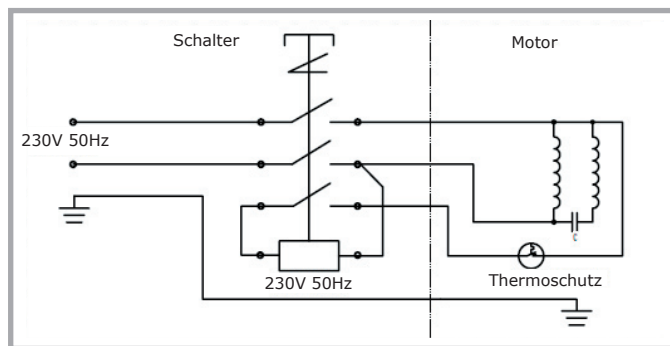 Schalter
Motor
230V 50Hz
C
Thermoschutz
230V 50Hz